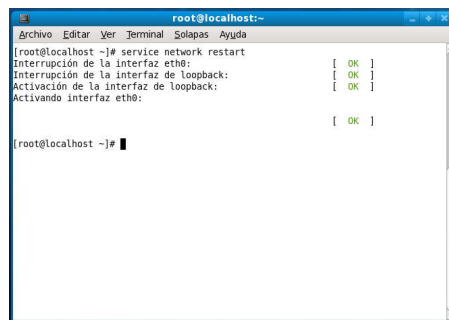 root@localhost:~
Archivo Editar Ver Terminal Solapas Ayuda
[root@localhost ~]# service network restart
Interrupción de la interfaz eth0: [ OK ]
Interrupción de la interfaz de loopback: [ OK ]
Activación de la interfaz de loopback: [ OK ]
Activando interfaz eth0:
[ OK ]
[root@localhost ~]#